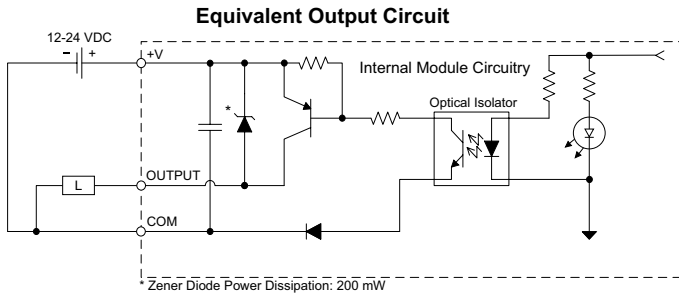 Equivalent Output Circuit
12-24 VDC
− +
+V
Internal Module Circuitry
Optical Isolator
*
OUTPUT
L
COM
* Zener Diode Power Dissipation: 200 mW